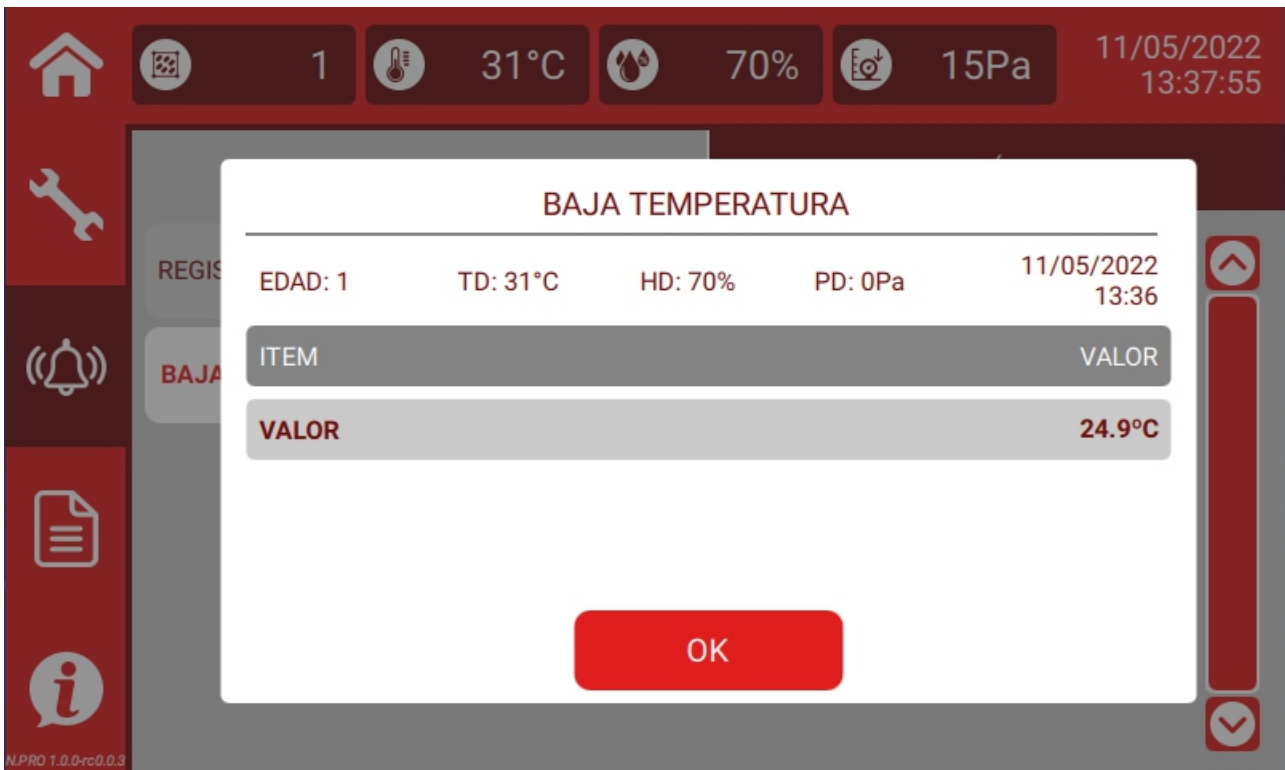 1 31°C 70% 15Pa 11/05/2022
13:37:55
BAJA TEMPERATURA
EDAD: 1 TD: 31°C HD: 70% PD: 0Pa 11/05/2022
13:36
REGIS
ITEM VALOR
BAJA
VALOR 24.9ºC
OK
N.PRO 1.0.0-rc0.0.3